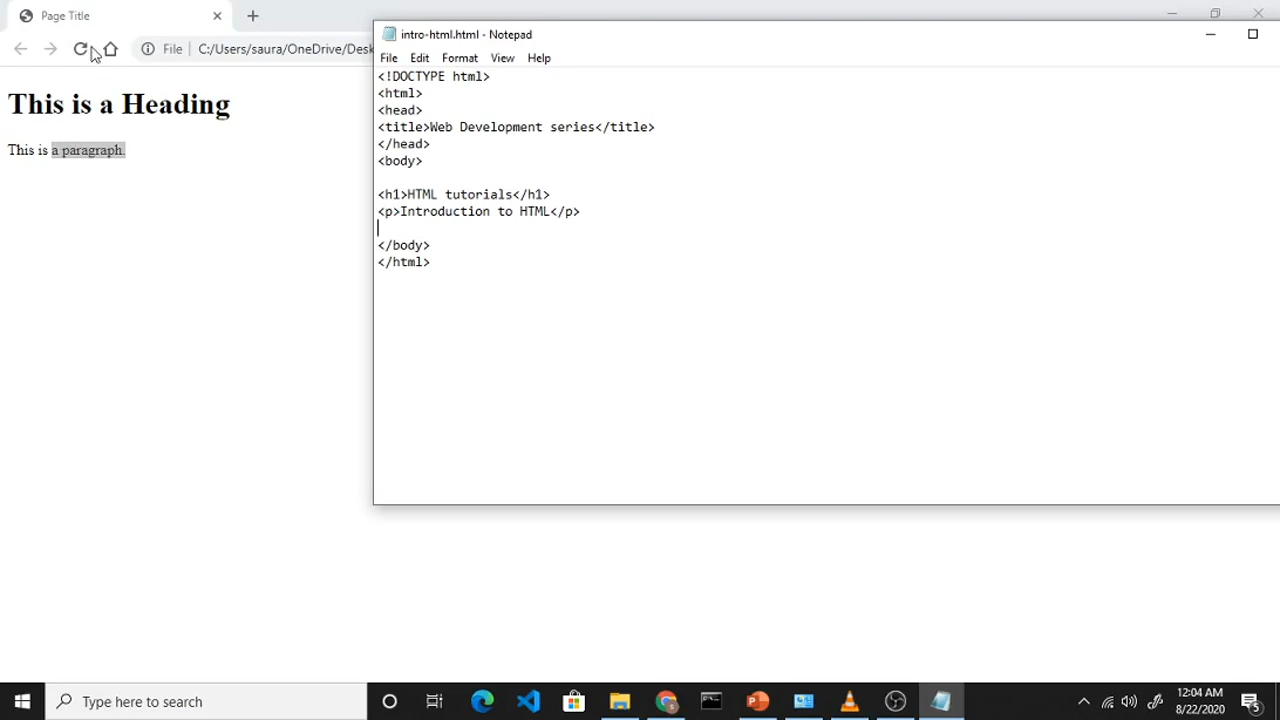 Page Title
File
C:/Users/saura/OneDrive/Desk
This is a Heading
This is a paragraph.
intro-html.html - Notepad
File Edit Format View Help
<!DOCTYPE html>
<html>
<head>
<title>Web Development series</title>
</head>
<body>
<h1>HTML tutorials</h1>
<p>Introduction to HTML</p>
</body>
</html>
Type here to search
12:04 AM
8/22/2020
5